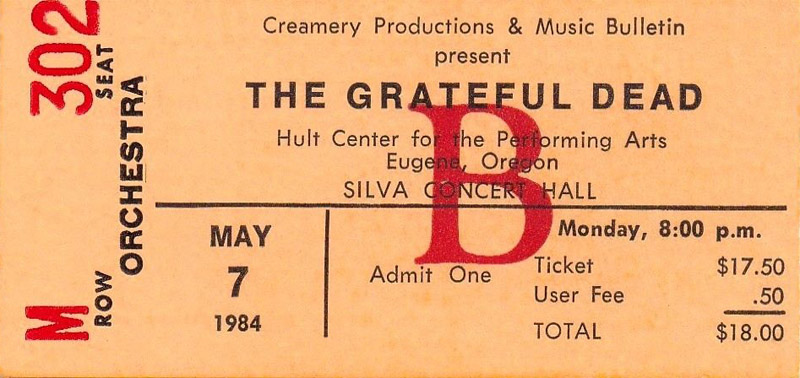 302
SEAT
ORCHESTRA
M
ROW
Creamery Productions & Music Bulletin
present
THE GRATEFUL DEAD
Hult Center for the Performing Arts
Eugene, Oregon
SILVA CONCERT HALL
B
MAY
7
1984
Admit One
Monday, 8:00 p.m.
Ticket $17.50
User Fee .50
TOTAL $18.00